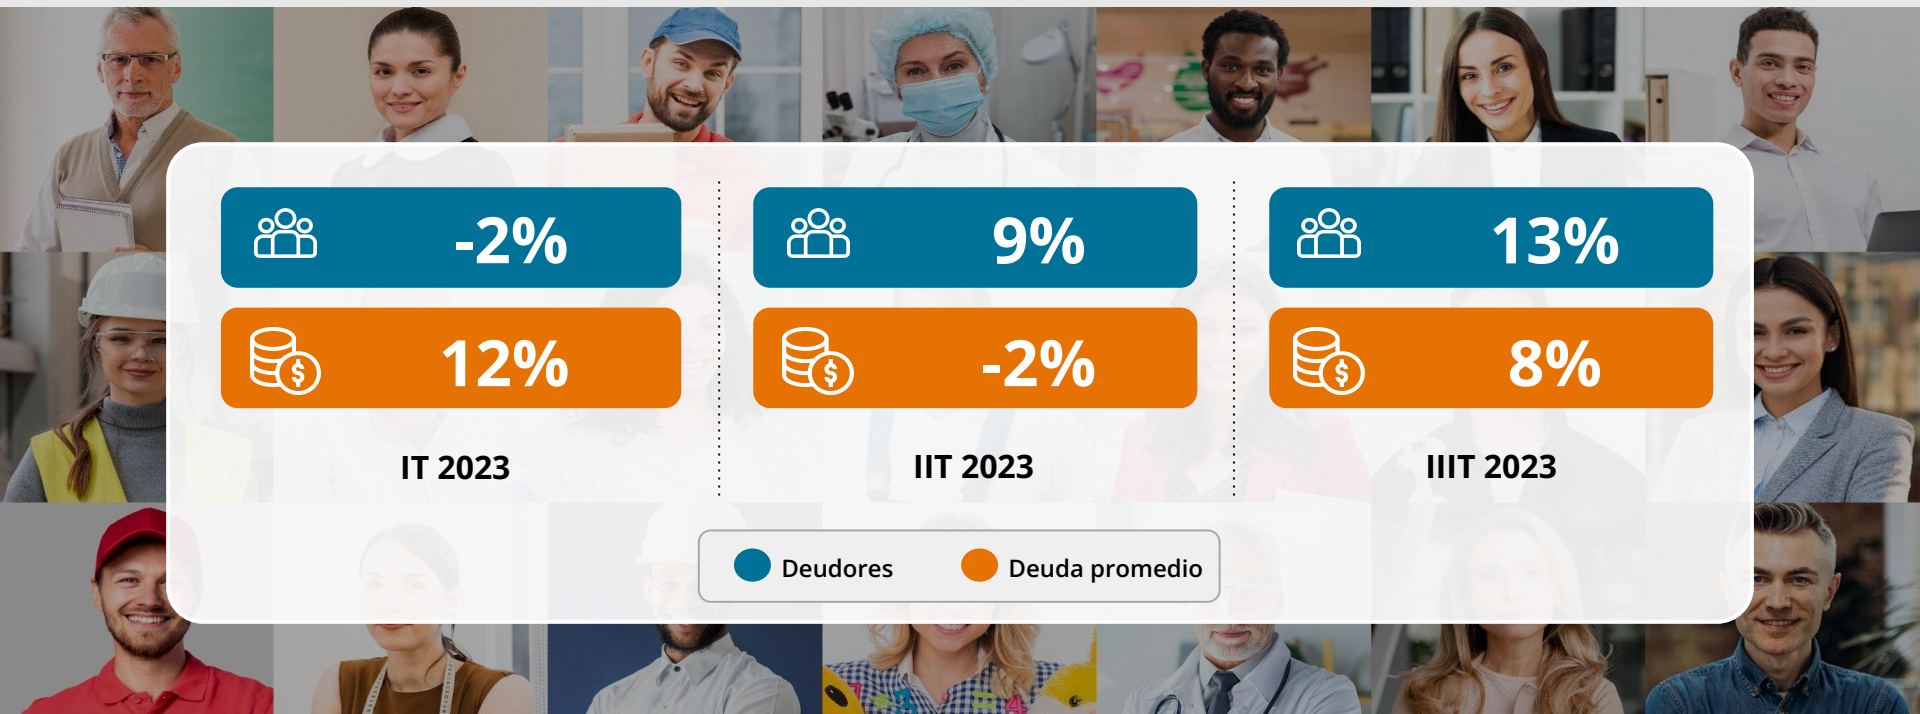 -2%
9%
13%
12%
-2%
8%
IT 2023
IIT 2023
IIIT 2023
Deudores
Deuda promedio